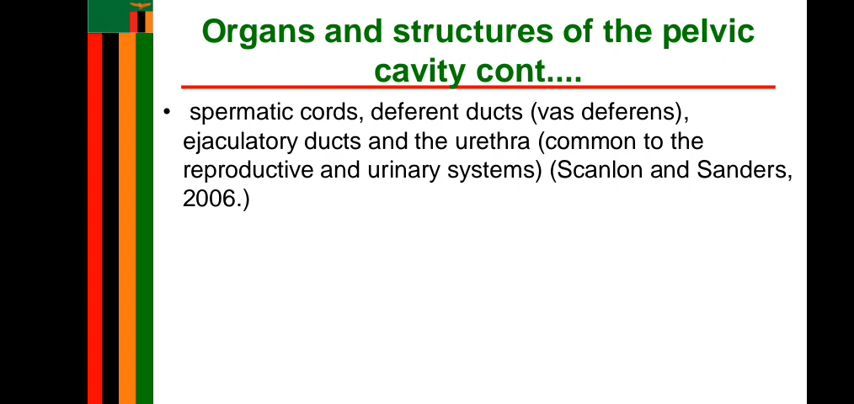 Organs and structures of the pelvic
cavity cont....
• spermatic cords, deferent ducts (vas deferens),
ejaculatory ducts and the urethra (common to the
reproductive and urinary systems) (Scanlon and Sanders,
2006.)